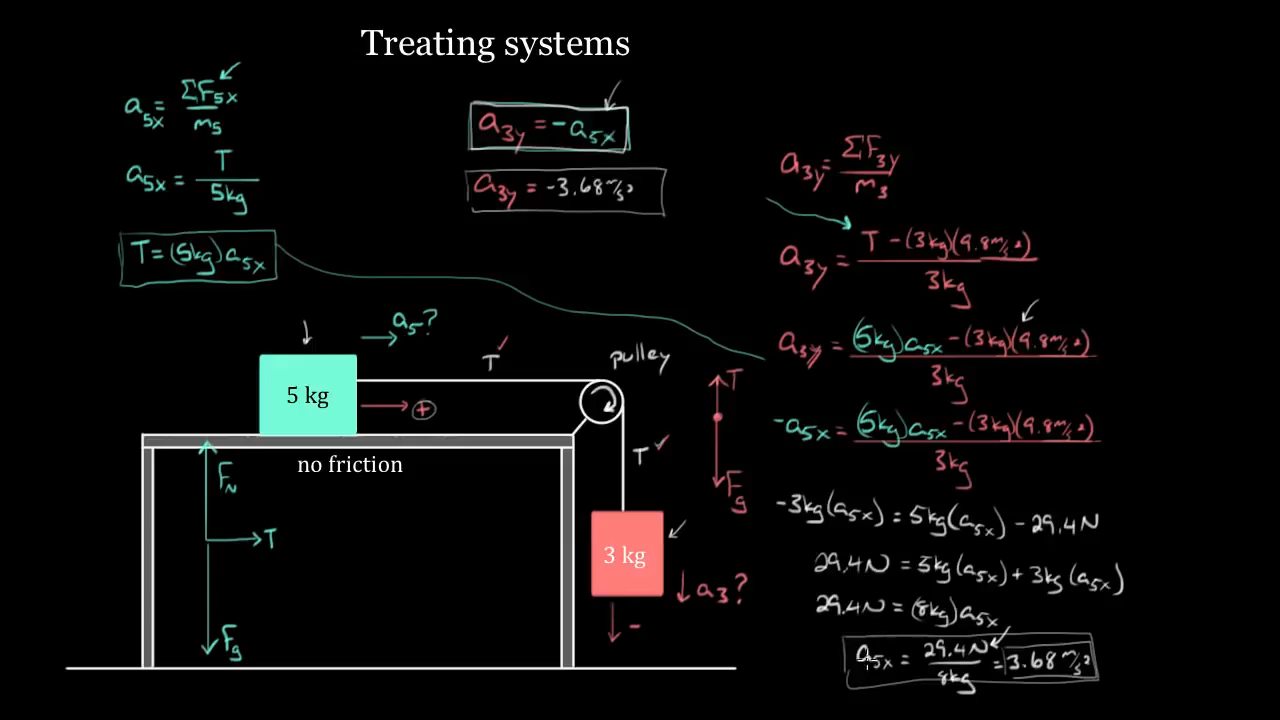 Treating systems
a5x = ΣF5x / m5
a5x = T / 5kg
T = (5kg) a5x
a3y = -a5x
a3y = -3.68 m/s²
a3y = ΣF3y / m3
a3y = T - (3kg)(9.8 m/s²) / 3kg
a3y = (5kg) a5x - (3kg)(9.8 m/s²) / 3kg
-a5x = (5kg) a5x - (3kg)(9.8 m/s²) / 3kg
-3kg(a5x) = 5kg(a5x) - 29.4N
29.4N = 5kg(a5x) + 3kg(a5x)
29.4N = (8kg) a5x
a5x = 29.4N / 8kg = 3.68 m/s²
a5?
T ✓
pulley
5 kg
+
no friction
T ✓
T
Fg
FN
T
Fg
3 kg
a3?
-